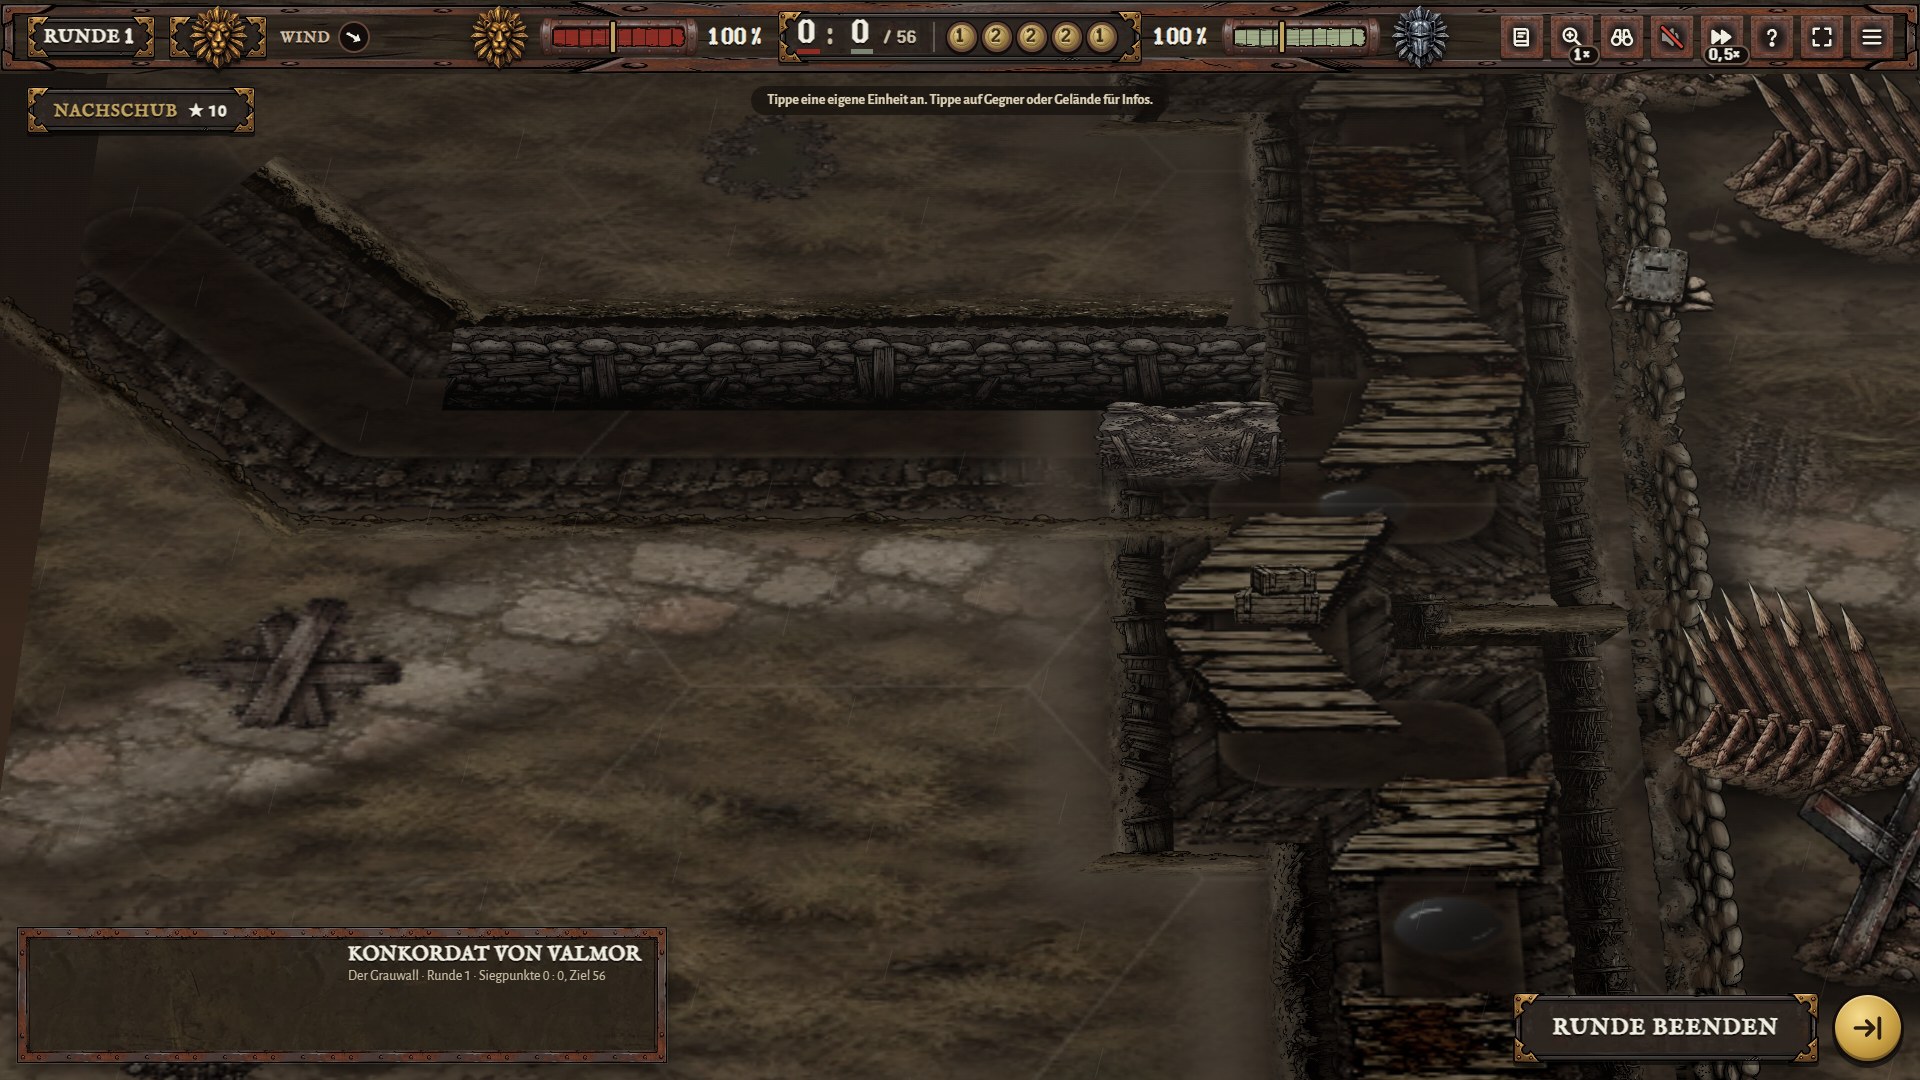 RUNDE 1
WIND
100 %
0 : 0 / 56
1 2 2 2 1
100 %
1×
0,5×
?
NACHSCHUB ★ 10
Tippe eine eigene Einheit an. Tippe auf Gegner oder Gelände für Infos.
KONKORDAT VON VALMOR
Der Grauwall · Runde 1 · Siegpunkte 0 : 0, Ziel 56
RUNDE BEENDEN